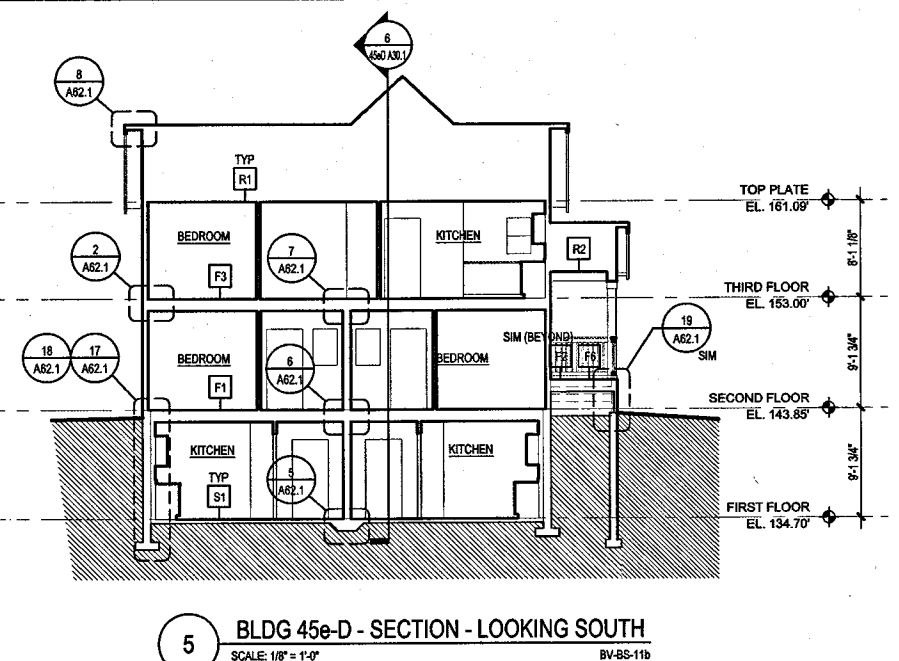 6
45eD A30.1
8
A62.1
TYP
R1
TOP PLATE
EL. 161.09'
BEDROOM
KITCHEN
2
A62.1
7
A62.1
R2
8'-1 1/8"
F3
THIRD FLOOR
EL. 153.00'
19
A62.1
SIM
SIM (BEYOND)
18
A62.1
17
A62.1
BEDROOM
6
A62.1
BEDROOM
F2
F6
9'-1 3/4"
F1
SECOND FLOOR
EL. 143.85'
KITCHEN
KITCHEN
5
A62.1
TYP
S1
9'-1 3/4"
FIRST FLOOR
EL. 134.70'
5
BLDG 45e-D - SECTION - LOOKING SOUTH
SCALE: 1/8" = 1'-0"
BV-BS-11b